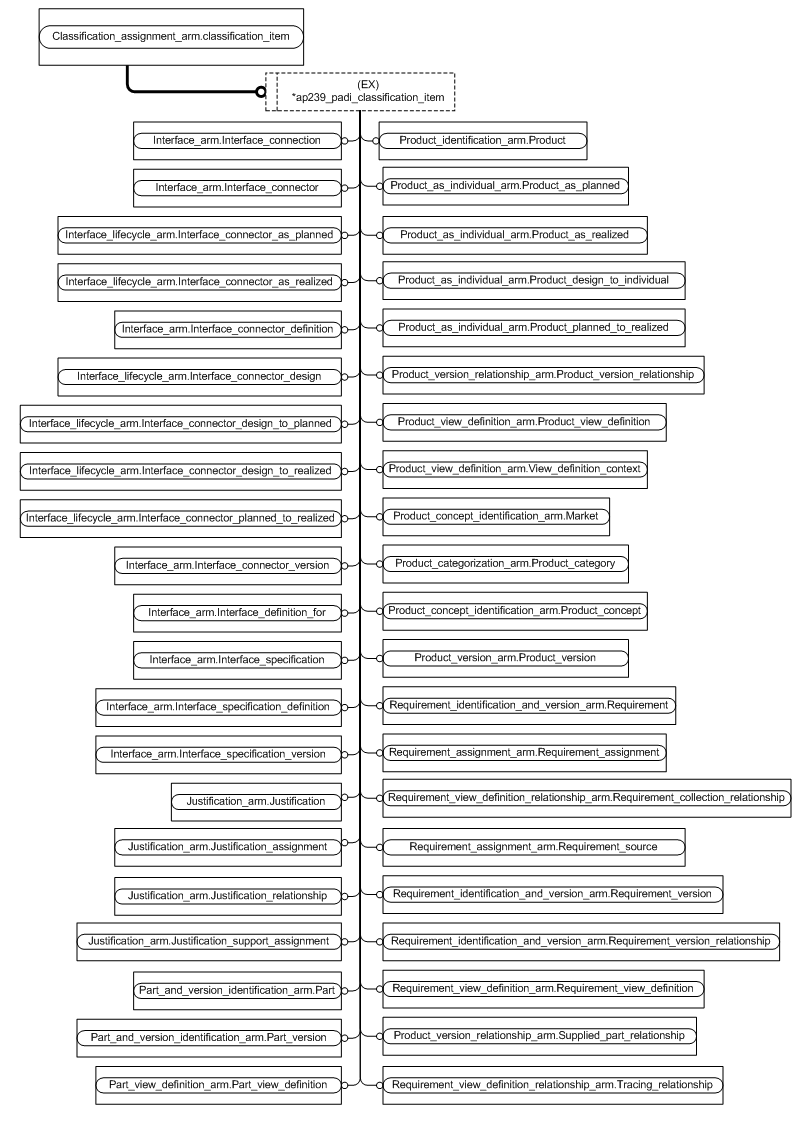 Classification_assignment_arm.classification_item
(EX)
*ap239_padi_classification_item
Interface_arm.Interface_connection
Product_identification_arm.Product
Interface_arm.Interface_connector
Product_as_individual_arm.Product_as_planned
Interface_lifecycle_arm.Interface_connector_as_planned
Product_as_individual_arm.Product_as_realized
Interface_lifecycle_arm.Interface_connector_as_realized
Product_as_individual_arm.Product_design_to_individual
Interface_arm.Interface_connector_definition
Product_as_individual_arm.Product_planned_to_realized
Interface_lifecycle_arm.Interface_connector_design
Product_version_relationship_arm.Product_version_relationship
Interface_lifecycle_arm.Interface_connector_design_to_planned
Product_view_definition_arm.Product_view_definition
Interface_lifecycle_arm.Interface_connector_design_to_realized
Product_view_definition_arm.View_definition_context
Interface_lifecycle_arm.Interface_connector_planned_to_realized
Product_concept_identification_arm.Market
Interface_arm.Interface_connector_version
Product_categorization_arm.Product_category
Interface_arm.Interface_definition_for
Product_concept_identification_arm.Product_concept
Interface_arm.Interface_specification
Product_version_arm.Product_version
Interface_arm.Interface_specification_definition
Requirement_identification_and_version_arm.Requirement
Interface_arm.Interface_specification_version
Requirement_assignment_arm.Requirement_assignment
Justification_arm.Justification
Requirement_view_definition_relationship_arm.Requirement_collection_relationship
Justification_arm.Justification_assignment
Requirement_assignment_arm.Requirement_source
Justification_arm.Justification_relationship
Requirement_identification_and_version_arm.Requirement_version
Justification_arm.Justification_support_assignment
Requirement_identification_and_version_arm.Requirement_version_relationship
Part_and_version_identification_arm.Part
Requirement_view_definition_arm.Requirement_view_definition
Part_and_version_identification_arm.Part_version
Product_version_relationship_arm.Supplied_part_relationship
Part_view_definition_arm.Part_view_definition
Requirement_view_definition_relationship_arm.Tracing_relationship